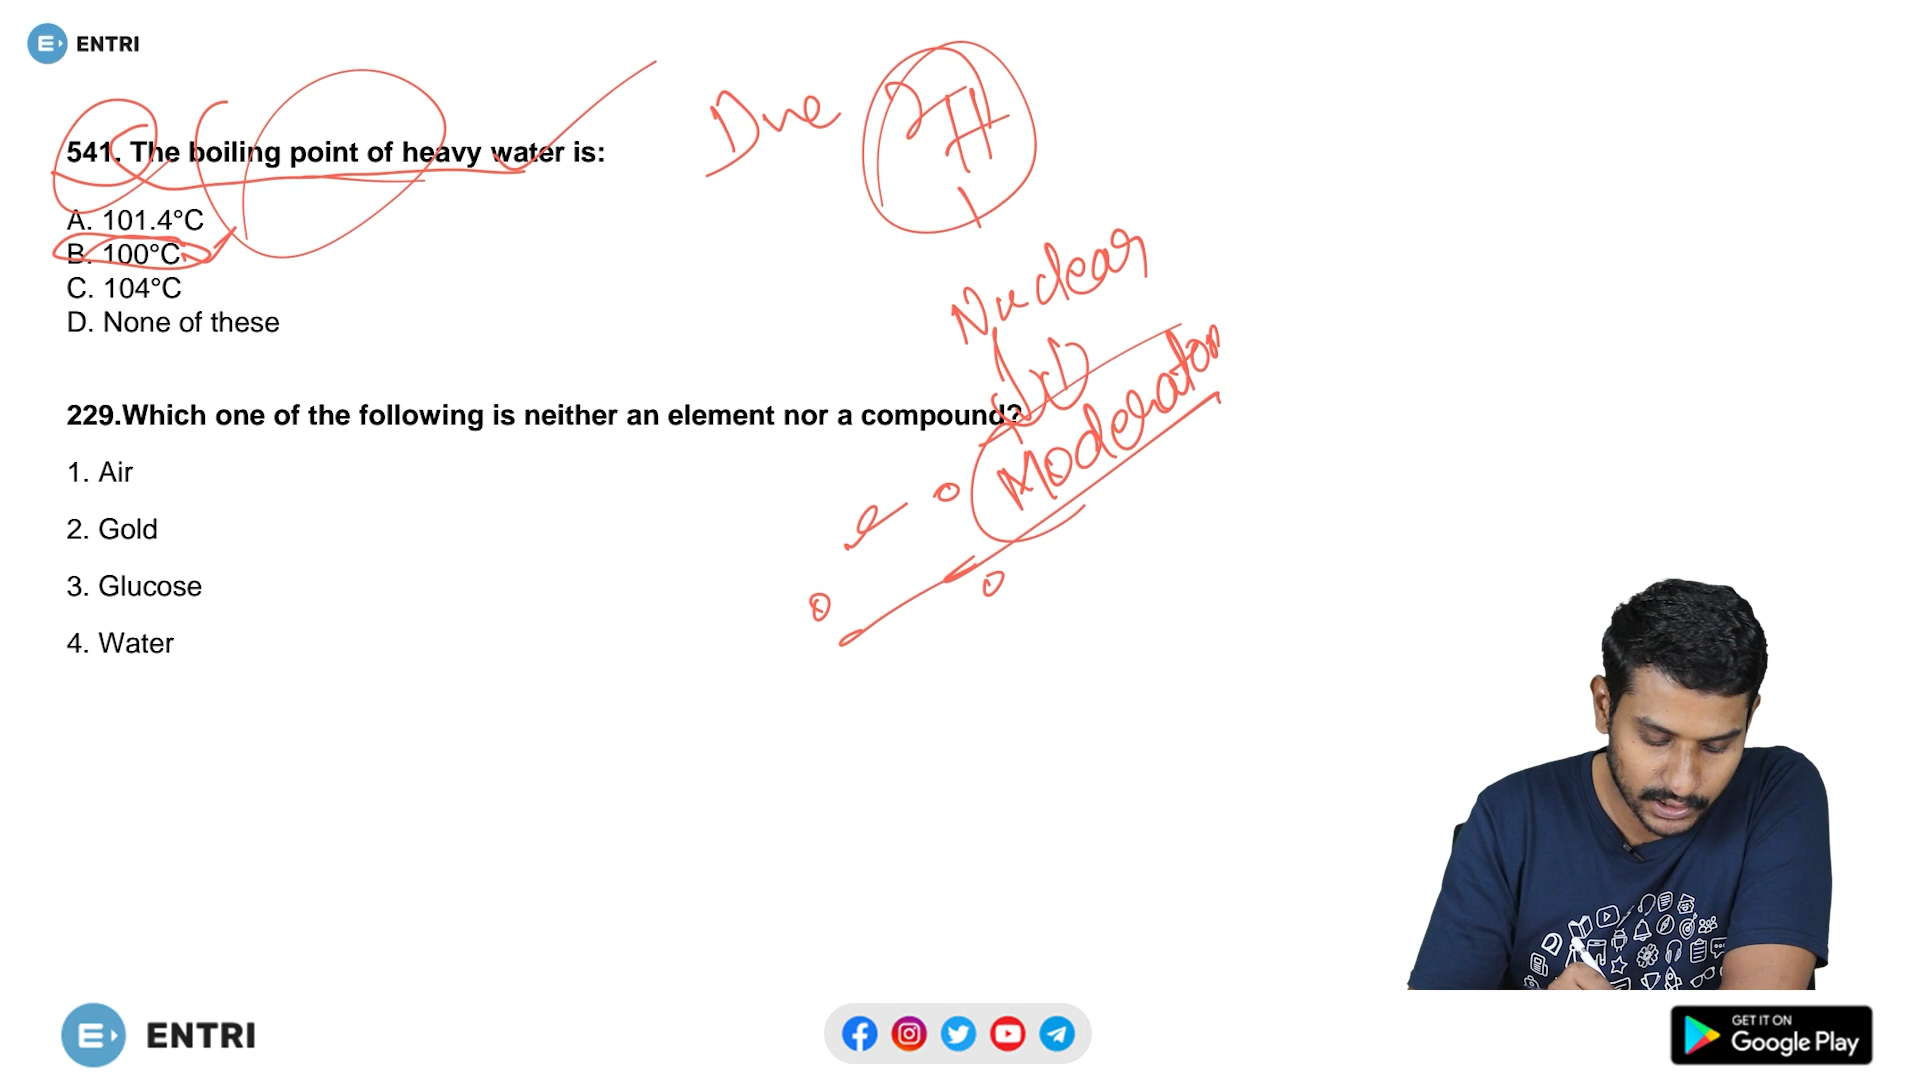 ENTRI
541. The boiling point of heavy water is:
A. 101.4°C
B. 100°C
C. 104°C
D. None of these
Nuclear
Moderator
229.Which one of the following is neither an element nor a compound?
1. Air
2. Gold
3. Glucose
4. Water
ENTRI
GET IT ON
Google Play